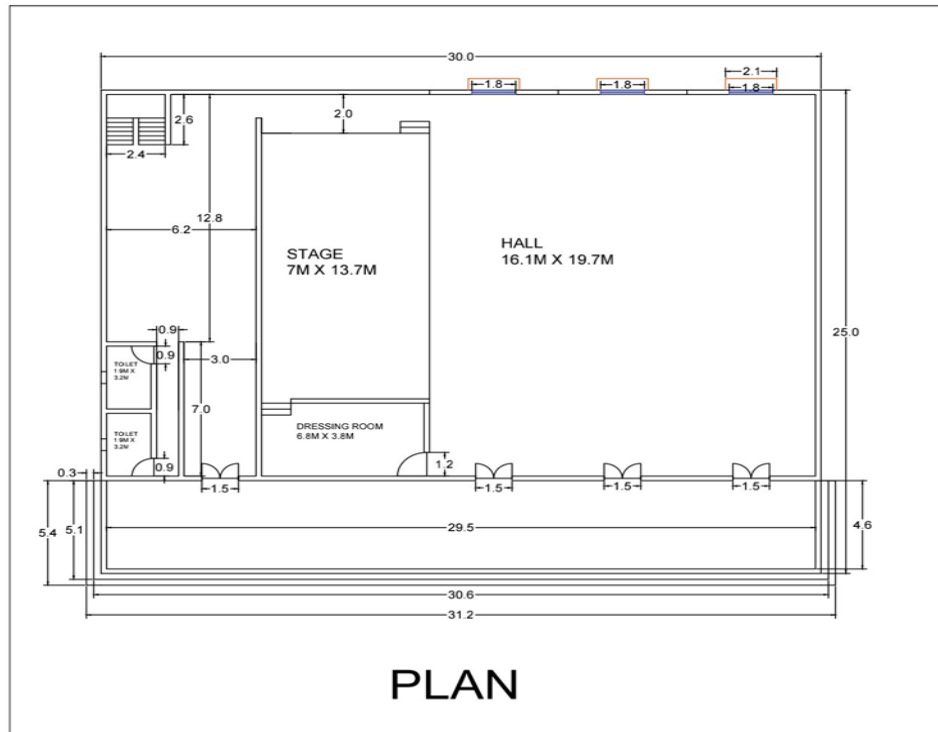 30.0
2.1
1.8
1.8
1.8
2.6
2.0
2.4
12.8
6.2
STAGE
7M X 13.7M
HALL
16.1M X 19.7M
25.0
0.9
0.9
3.0
TOILET
1.9M X
3.2M
7.0
TOILET
1.9M X
3.2M
DRESSING ROOM
6.8M X 3.8M
0.9
1.2
0.3
1.5
1.5
1.5
1.5
5.4
5.1
29.5
4.6
30.6
31.2
PLAN